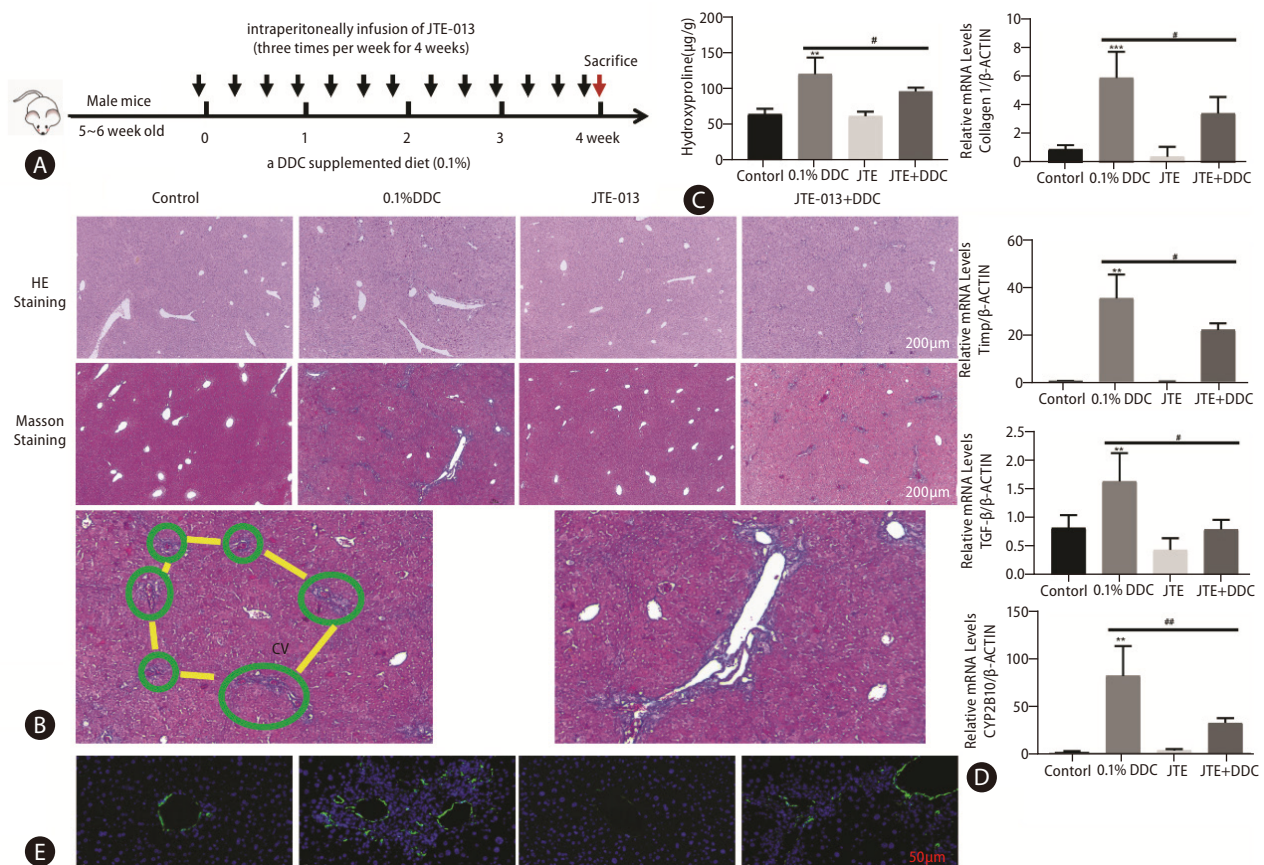 intraperitoneally infusion of JTE-013
(three times per week for 4 weeks)
Sacrifice
Male mice
5~6 week old
0
1
2
3
4 week
a DDC supplemented diet (0.1%)
A
Hydroxyproline(μg/g)
200
150
100
50
0
**
#
Contorl
0.1% DDC
JTE
JTE+DDC
C
Relative mRNA Levels
Collagen 1/β-ACTIN
10
8
6
4
2
0
***
#
Contorl
0.1% DDC
JTE
JTE+DDC
Control
0.1%DDC
JTE-013
JTE-013+DDC
HE
Staining
200μm
Masson
Staining
200μm
CV
B
Relative mRNA Levels
Timp/β-ACTIN
60
40
20
0
**
#
Contorl
0.1% DDC
JTE
JTE+DDC
Relative mRNA Levels
TGF-β/β-ACTIN
2.5
2.0
1.5
1.0
0.5
0.0
**
#
Contorl
0.1% DDC
JTE
JTE+DDC
Relative mRNA Levels
CYP2B10/β-ACTIN
150
100
50
0
**
##
Contorl
0.1% DDC
JTE
JTE+DDC
D
E
50μm